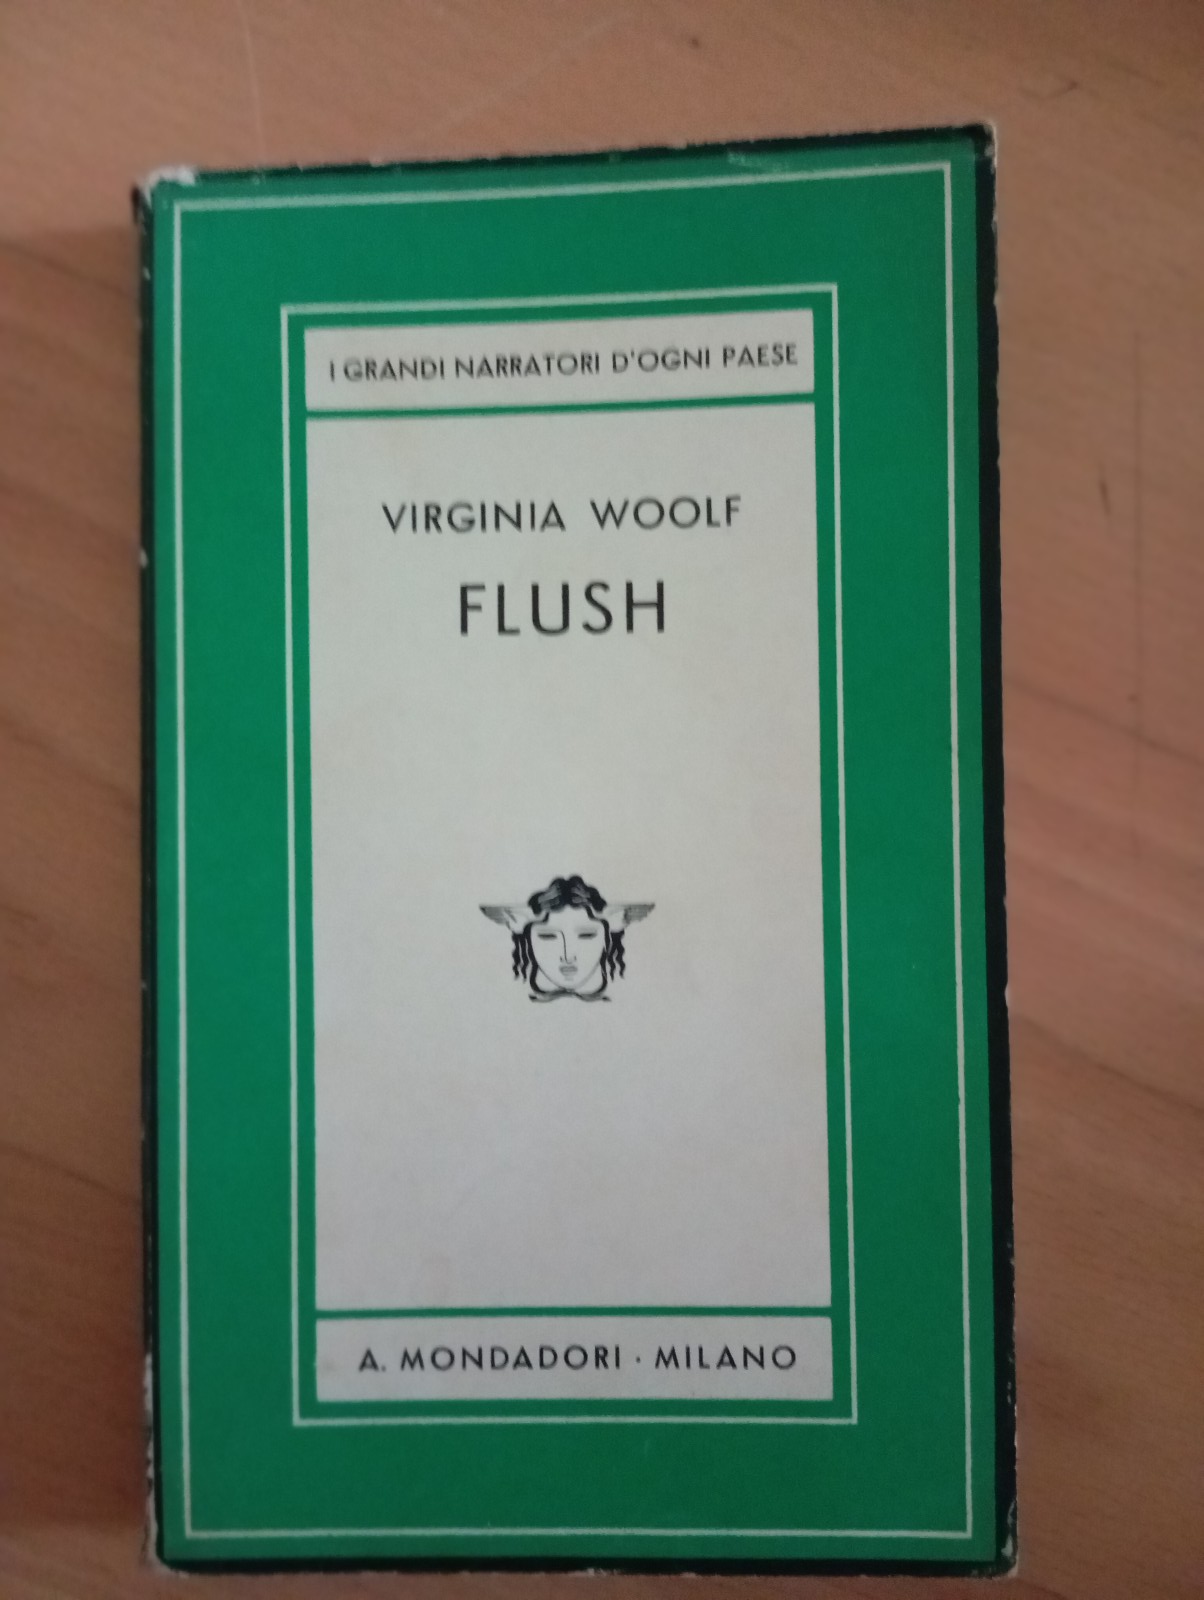 I GRANDI NARRATORI D'OGNI PAESE
VIRGINIA WOOLF
FLUSH
A. MONDADORI · MILANO